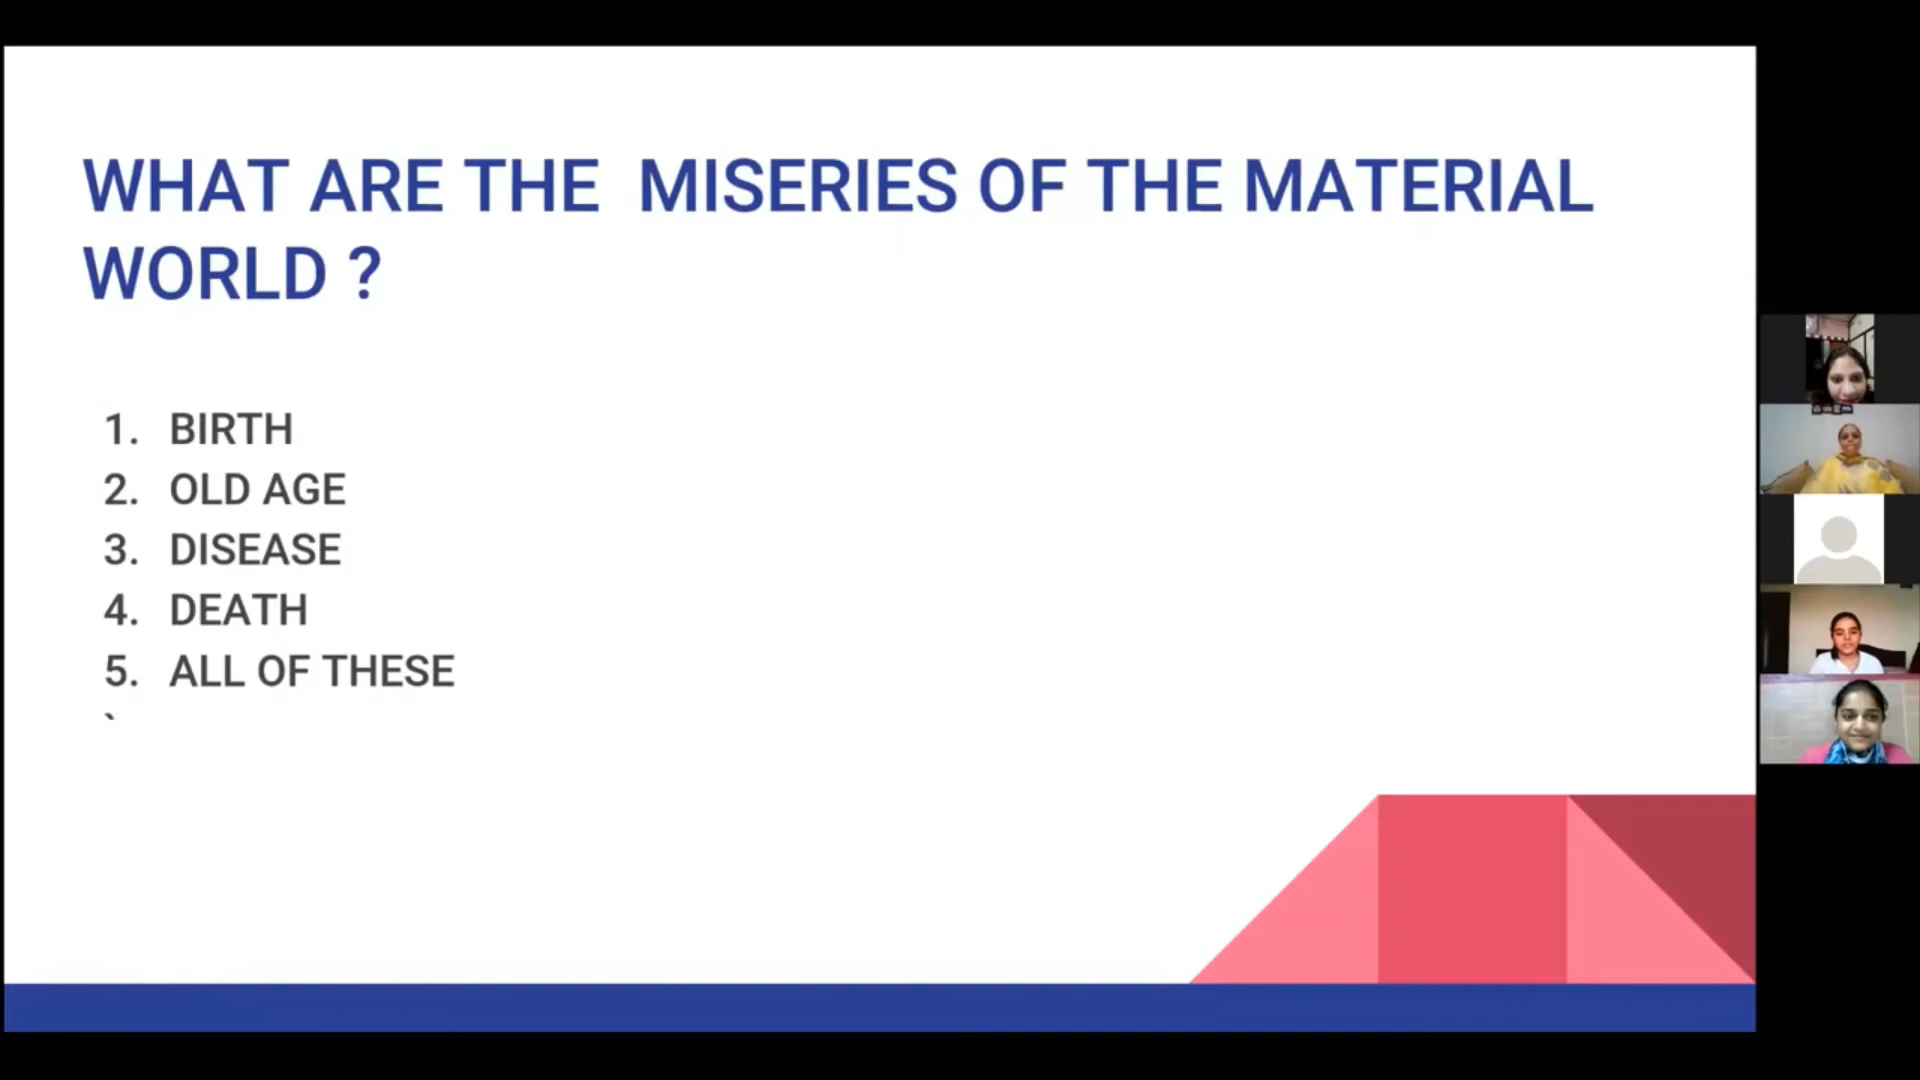 WHAT ARE THE MISERIES OF THE MATERIAL
WORLD ?
1. BIRTH
2. OLD AGE
3. DISEASE
4. DEATH
5. ALL OF THESE
`